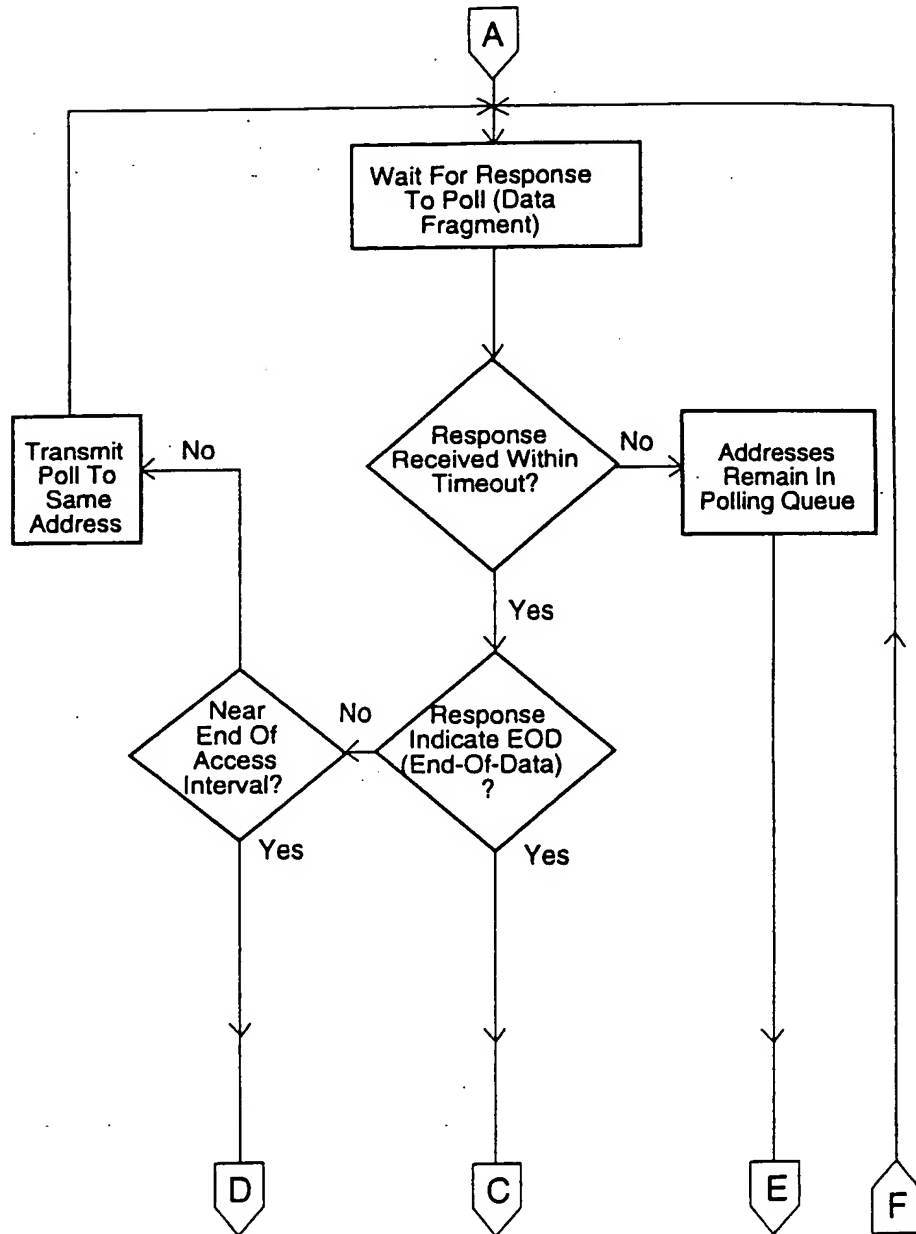 A
Wait For Response
To Poll (Data
Fragment)
Response
Received Within
Timeout?
No
Addresses
Remain In
Polling Queue
Transmit
Poll To
Same
Address
No
Yes
Near
End Of
Access
Interval?
No
Response
Indicate EOD
(End-Of-Data)
?
Yes
Yes
D
C
E
F